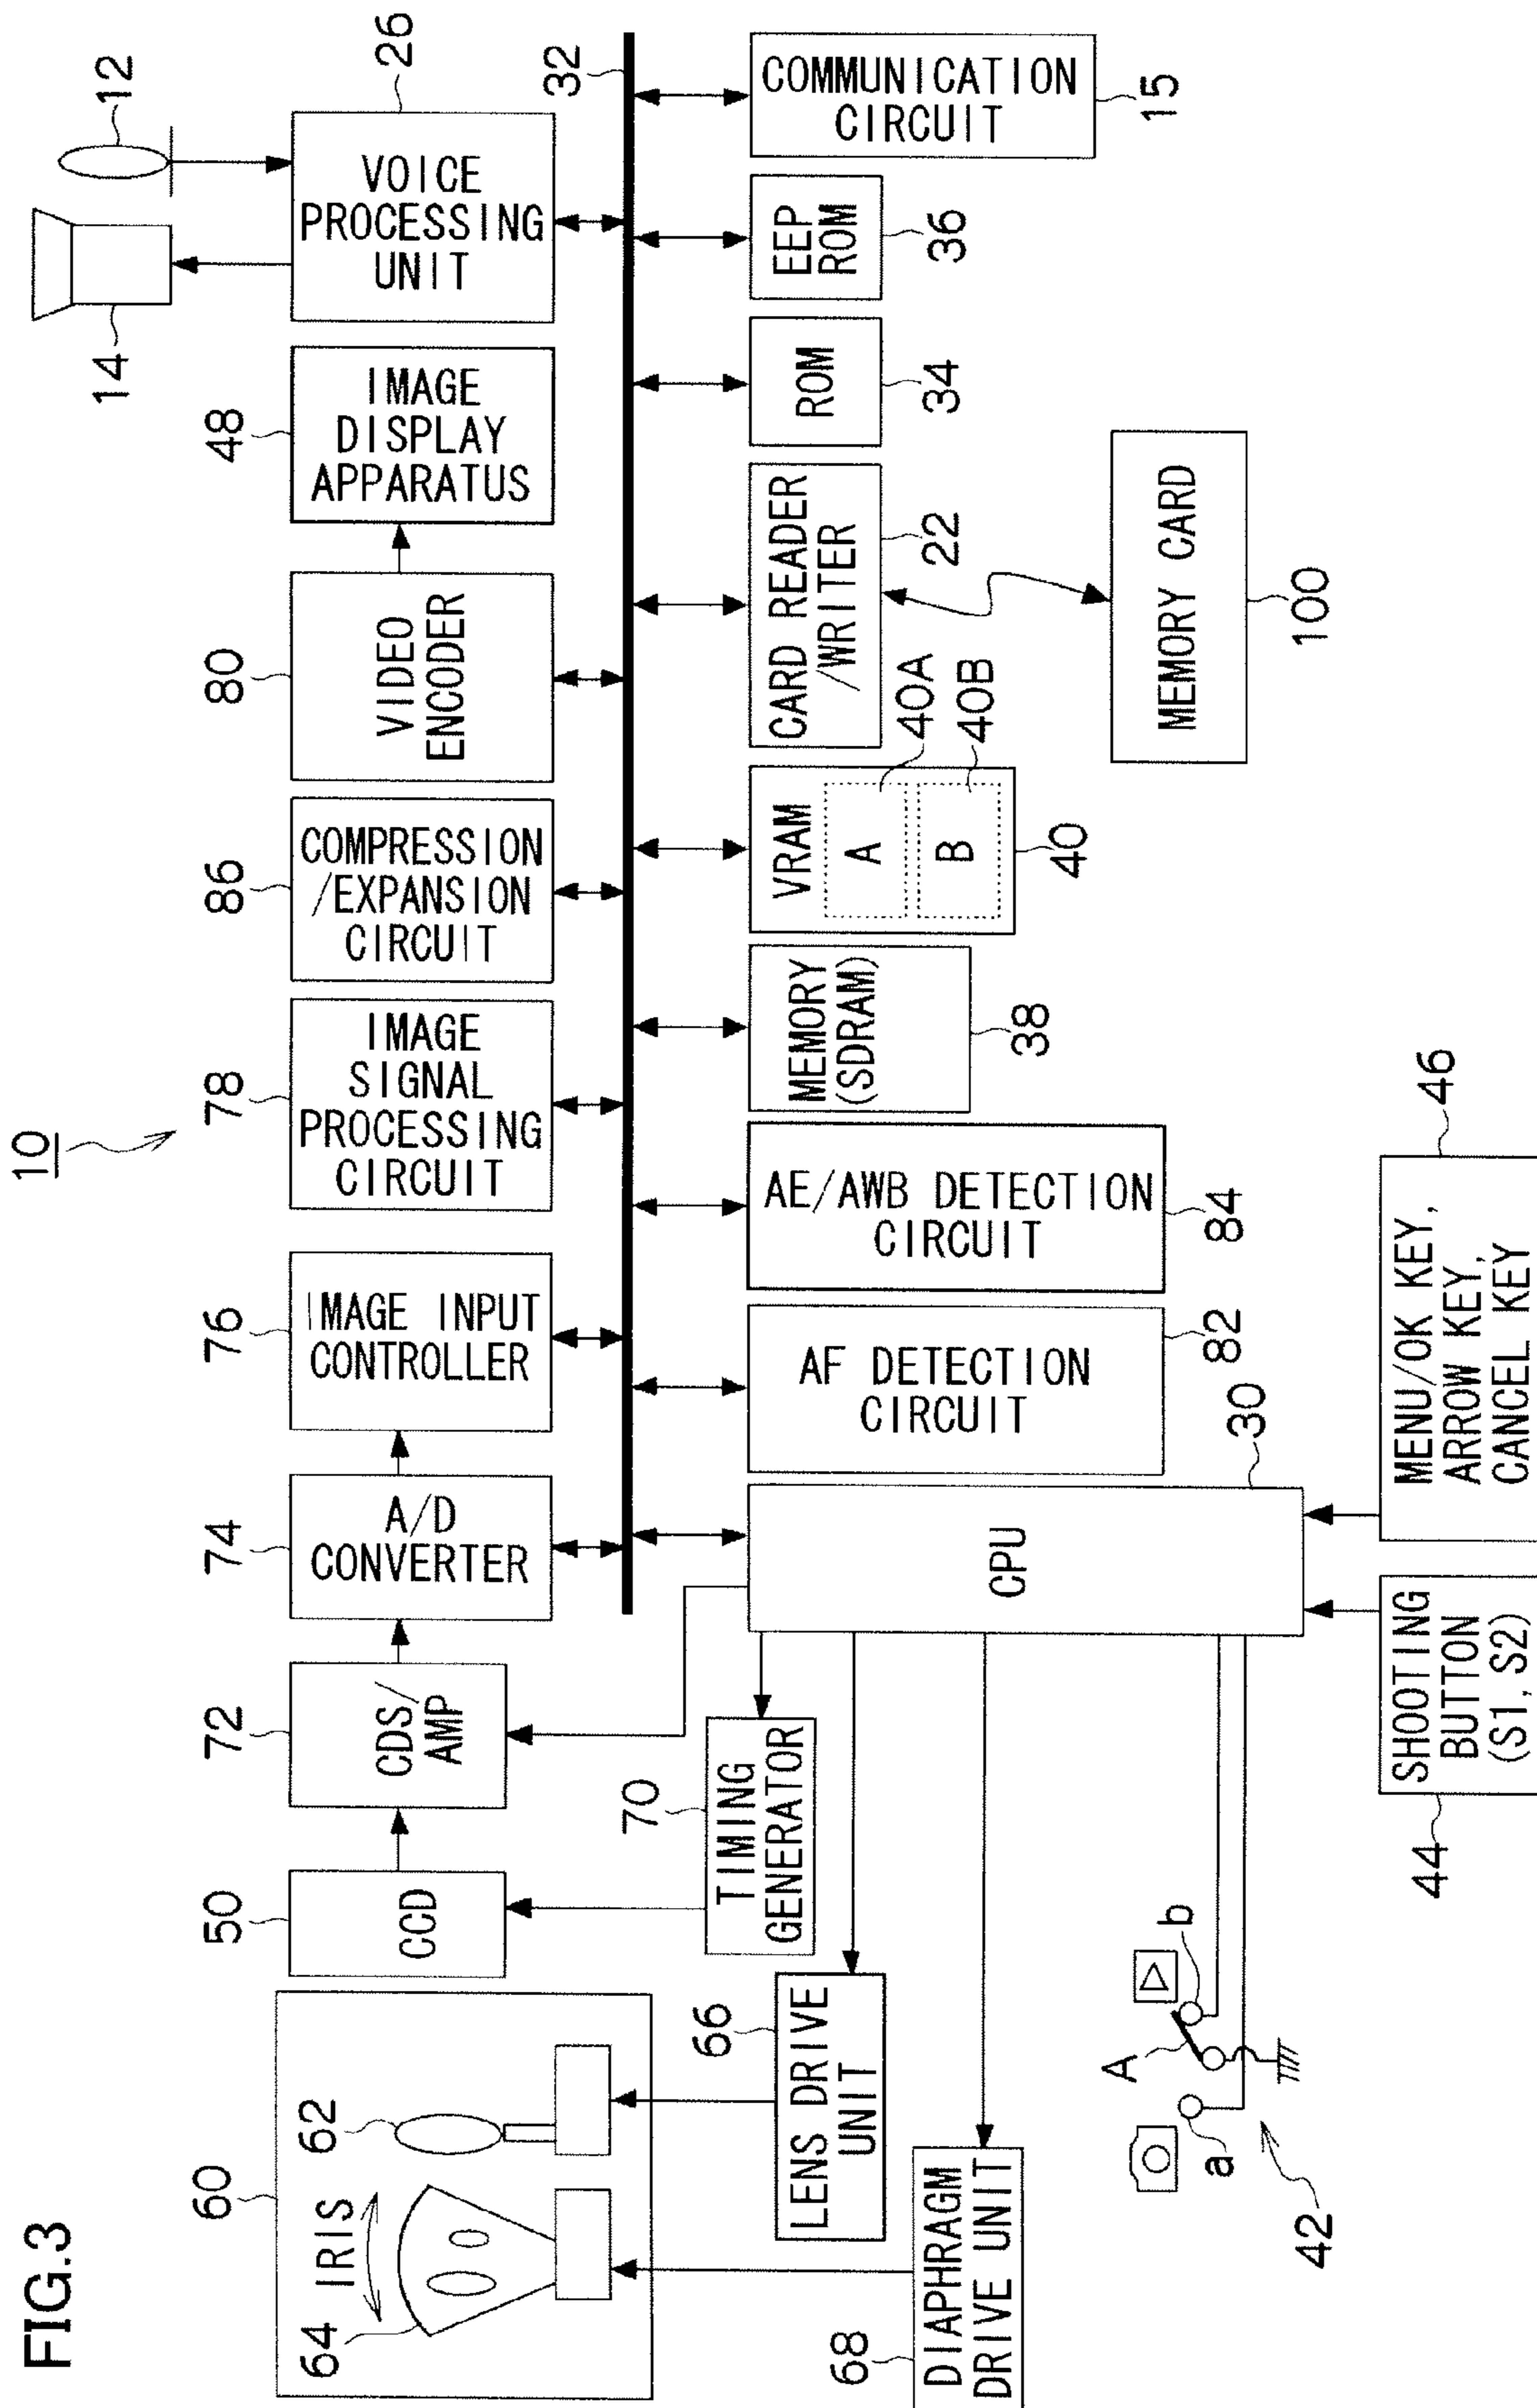 FIG.3
10
60
IRIS
64
62
50
CCD
72
CDS/
AMP
74
A/D
CONVERTER
76
IMAGE INPUT
CONTROLLER
78
IMAGE
SIGNAL
PROCESSING
CIRCUIT
86
COMPRESSION
/EXPANSION
CIRCUIT
80
VIDEO
ENCODER
48
IMAGE
DISPLAY
APPARATUS
14
12
26
VOICE
PROCESSING
UNIT
32
70
TIMING
GENERATOR
66
LENS DRIVE
UNIT
68
DIAPHRAGM
DRIVE UNIT
CPU
30
AF DETECTION
CIRCUIT
82
AE/AWB DETECTION
CIRCUIT
84
MEMORY
(SDRAM)
38
VRAM
A
B
40A
40B
40
CARD READER
/WRITER
22
MEMORY CARD
100
ROM
34
EEP
ROM
36
COMMUNICATION
CIRCUIT
15
A
b
a
42
44
SHOOTING
BUTTON
(S1, S2)
46
MENU/OK KEY,
ARROW KEY,
CANCEL KEY